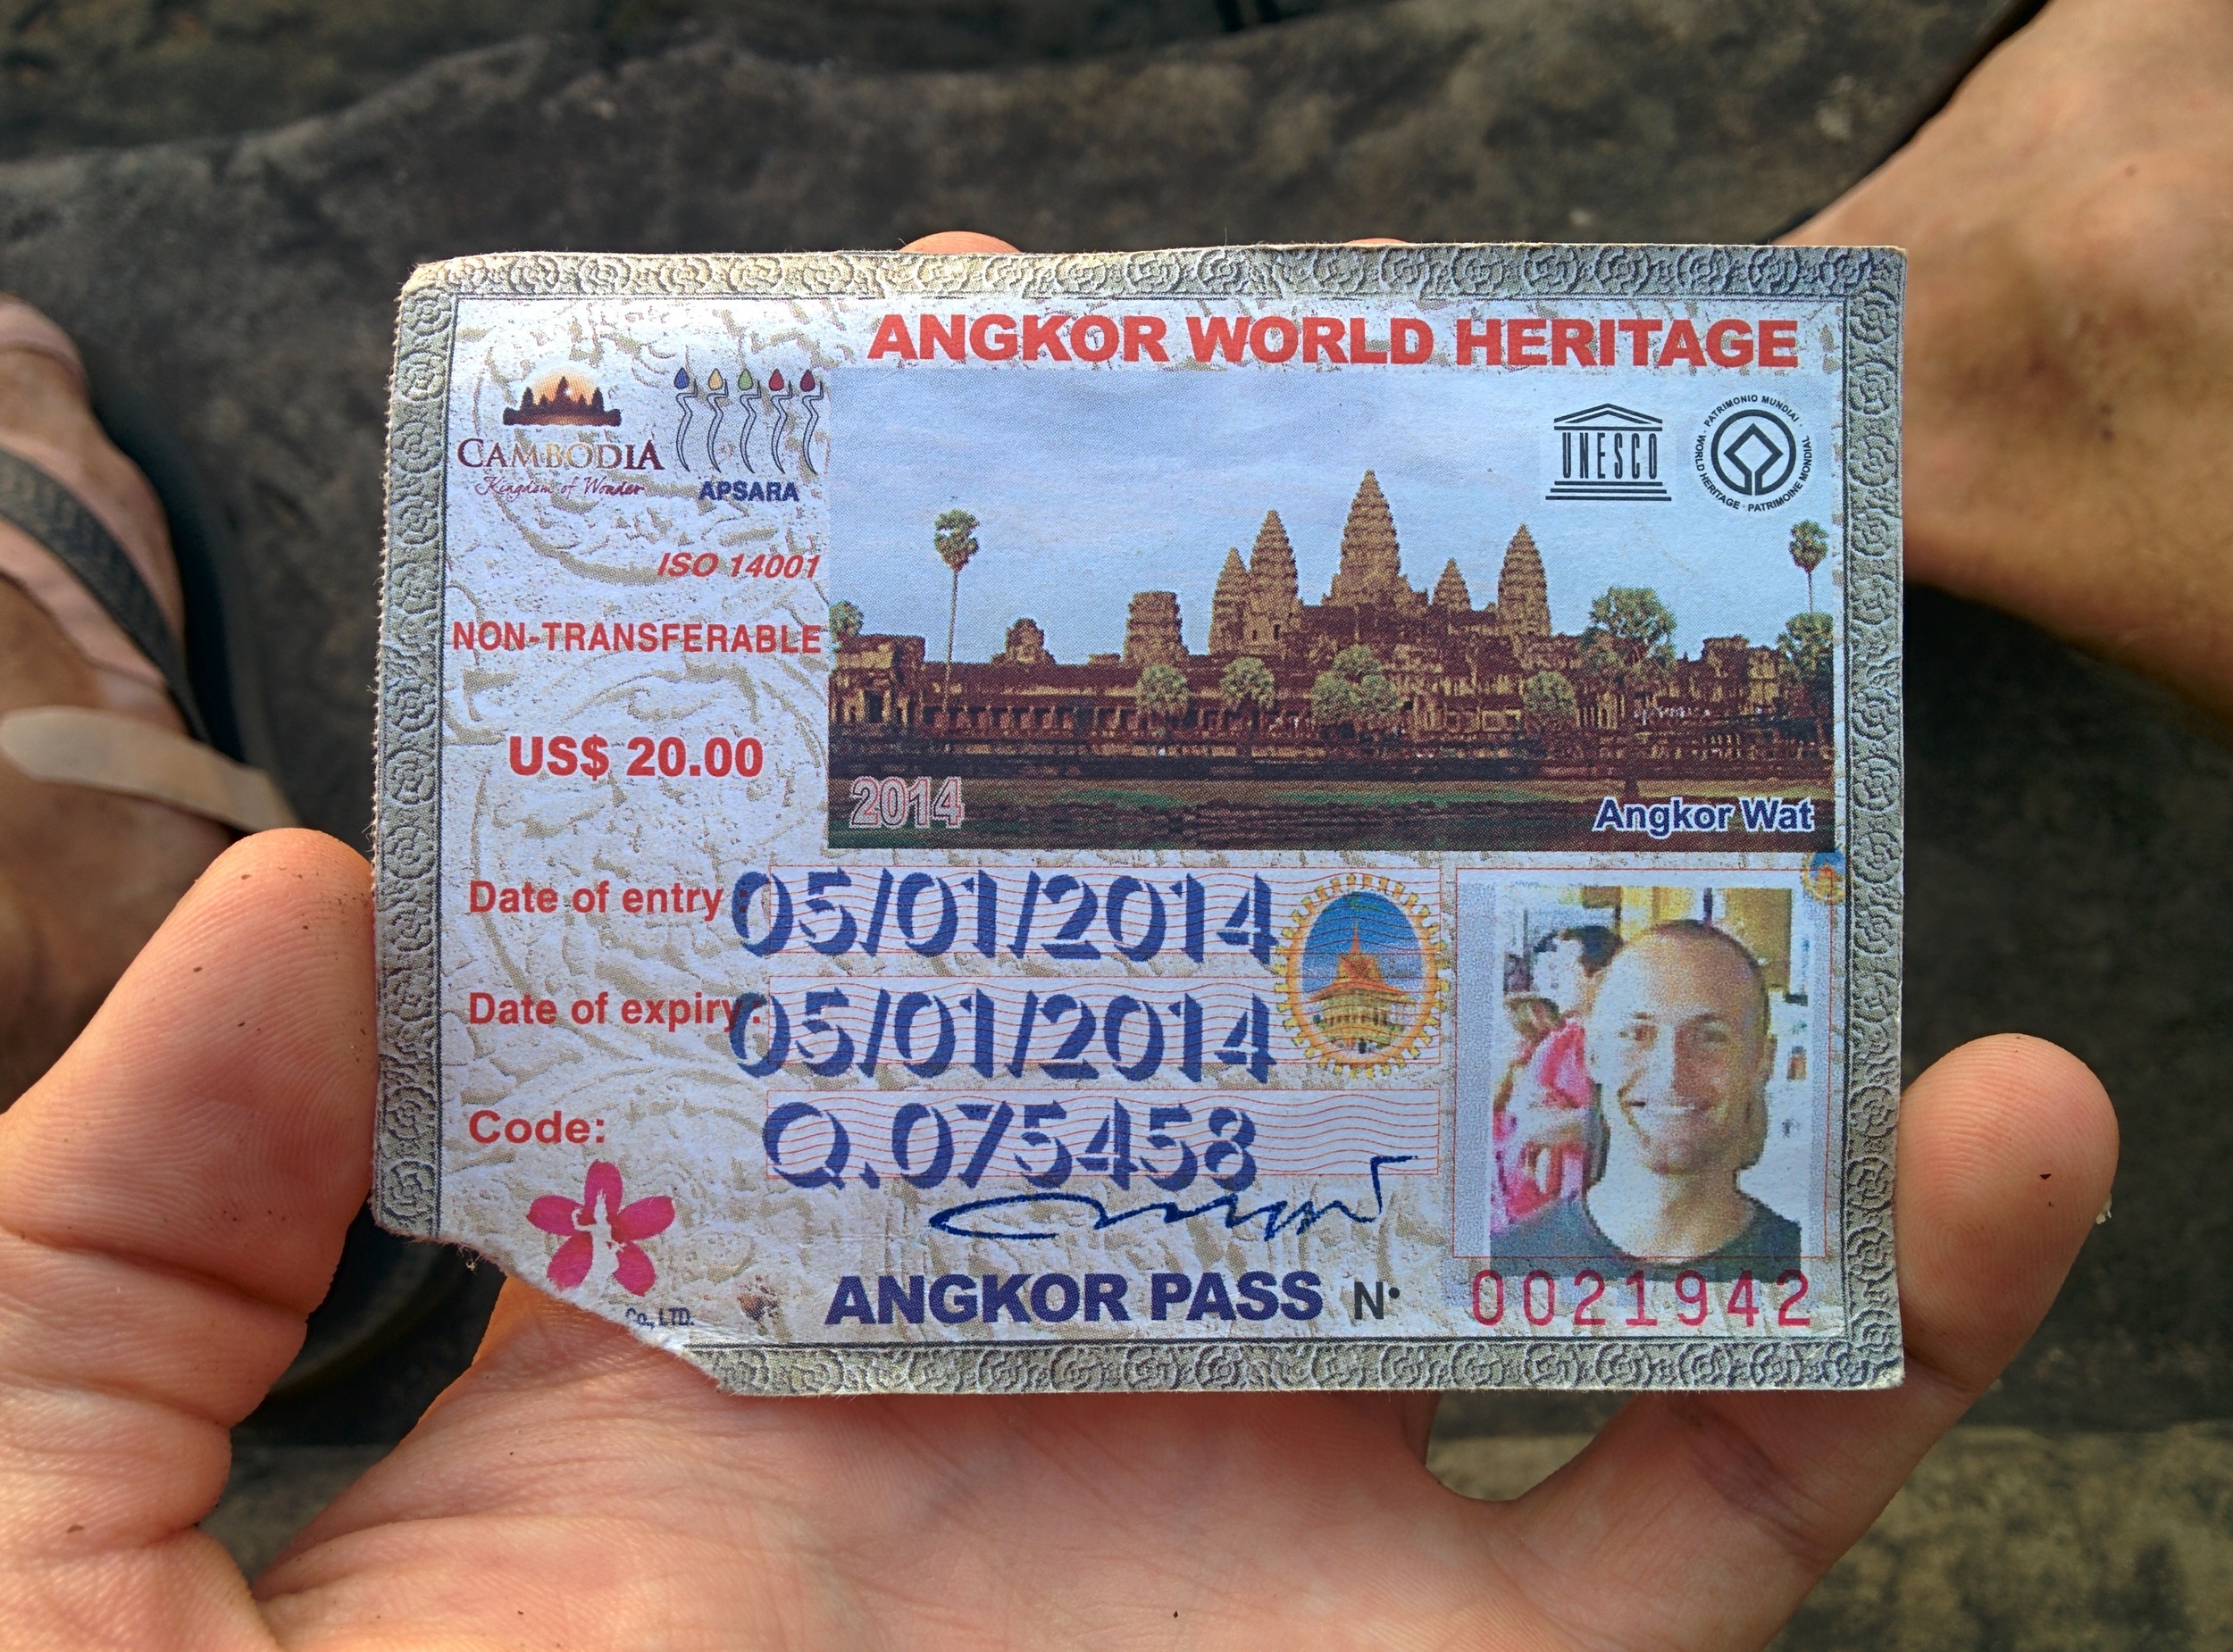 ANGKOR WORLD HERITAGE
CAMBODIA
Kingdom of Wonder
APSARA
UNESCO
PATRIMONIO MUNDIAL · WORLD HERITAGE · PATRIMOINE MONDIAL ·
ISO 14001
NON-TRANSFERABLE
US$ 20.00
2014
Angkor Wat
Date of entry : 05/01/2014
Date of expiry : 05/01/2014
Code: Q.075458
Co., LTD.
ANGKOR PASS N• 0021942